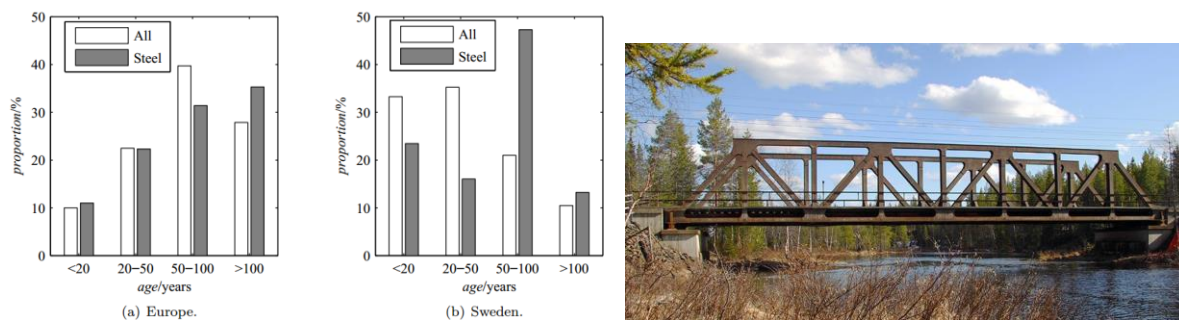 50
40
30
20
10
0
proportion/%
All
Steel
<20 20−50 50−100 >100
age/years
(a) Europe.
50
40
30
20
10
0
proportion/%
All
Steel
<20 20−50 50−100 >100
age/years
(b) Sweden.